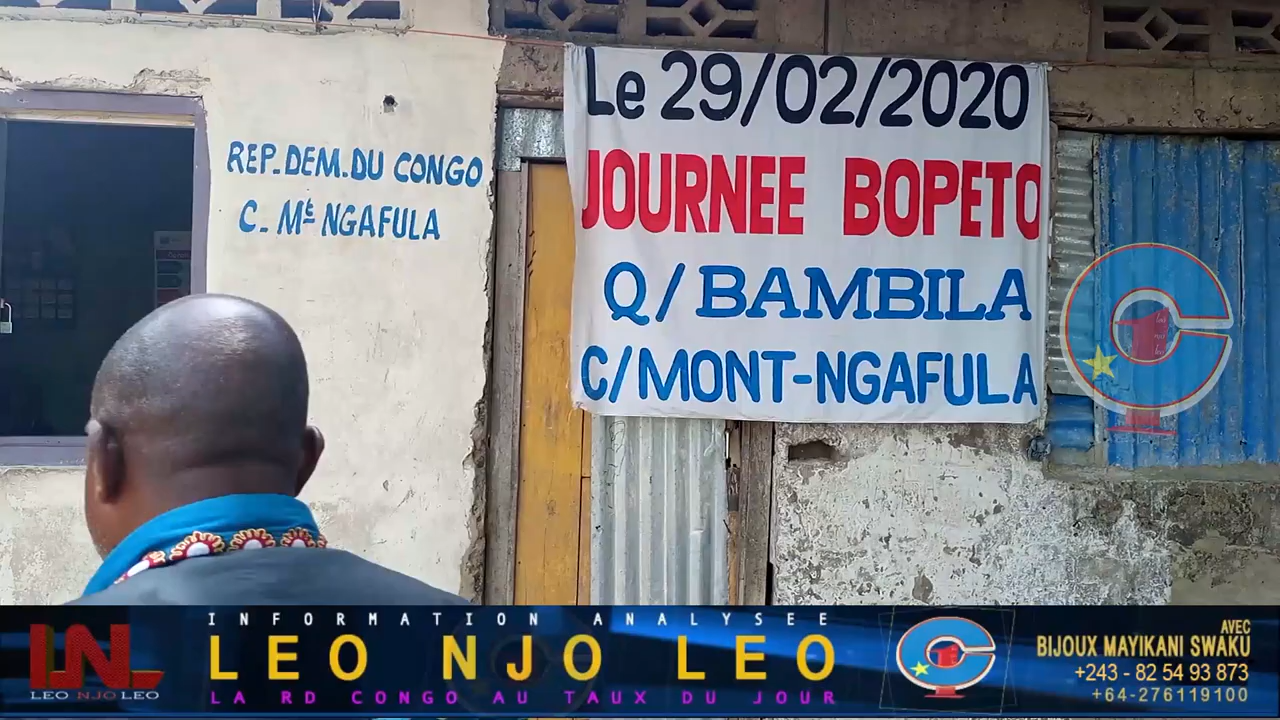 REP.DEM.DU CONGO
C. Mt NGAFULA
Le 29/02/2020
JOURNEE BOPETO
Q/BAMBILA
C/MONT-NGAFULA
INFORMATION ANALYSEE
LEO NJO LEO
LA RD CONGO AU TAUX DU JOUR
INL
LEO NJO LEO
AVEC
BIJOUX MAYIKANI SWAKU
+243 - 82 54 93 873
+64-276119100